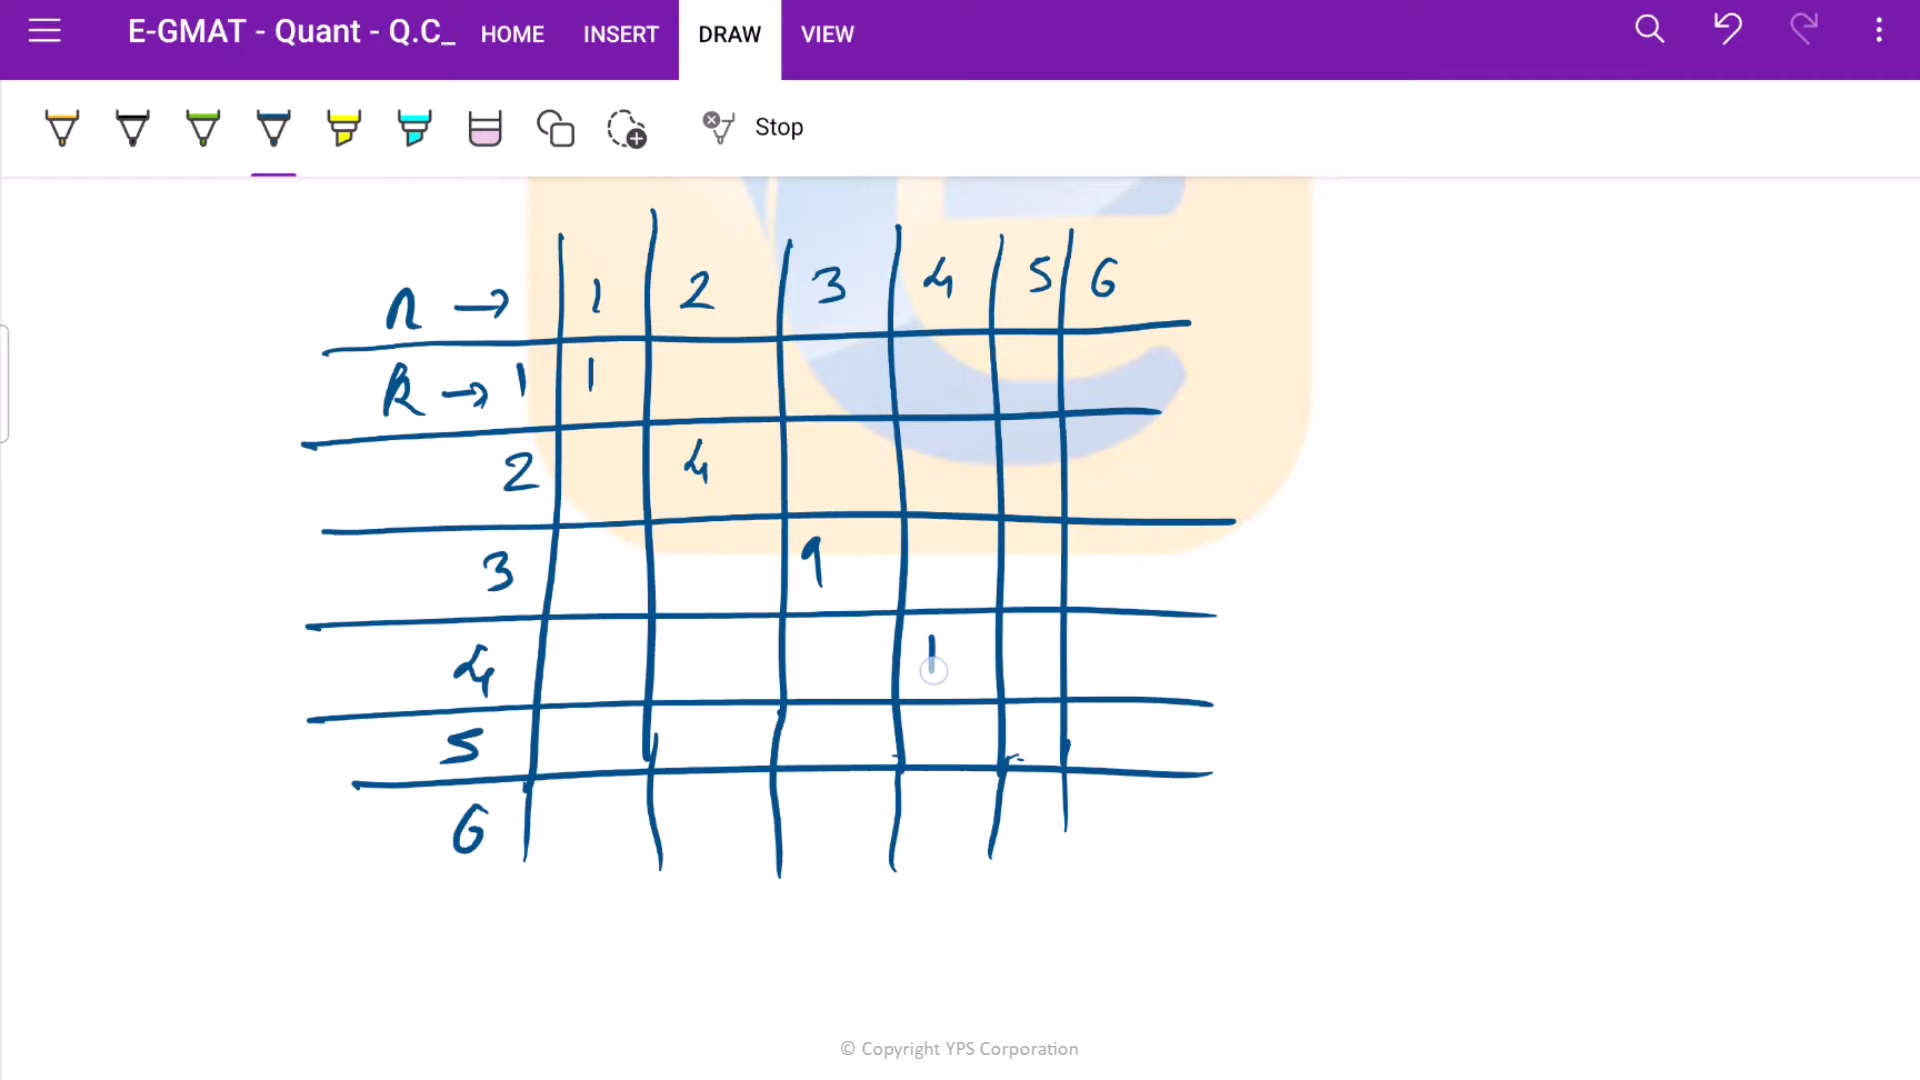 E-GMAT - Quant - Q.C_ HOME INSERT DRAW VIEW
Stop
n → 1 2 3 4 5 6
R → 1 1
2 4
3 9
4 1
5
6
© Copyright YPS Corporation